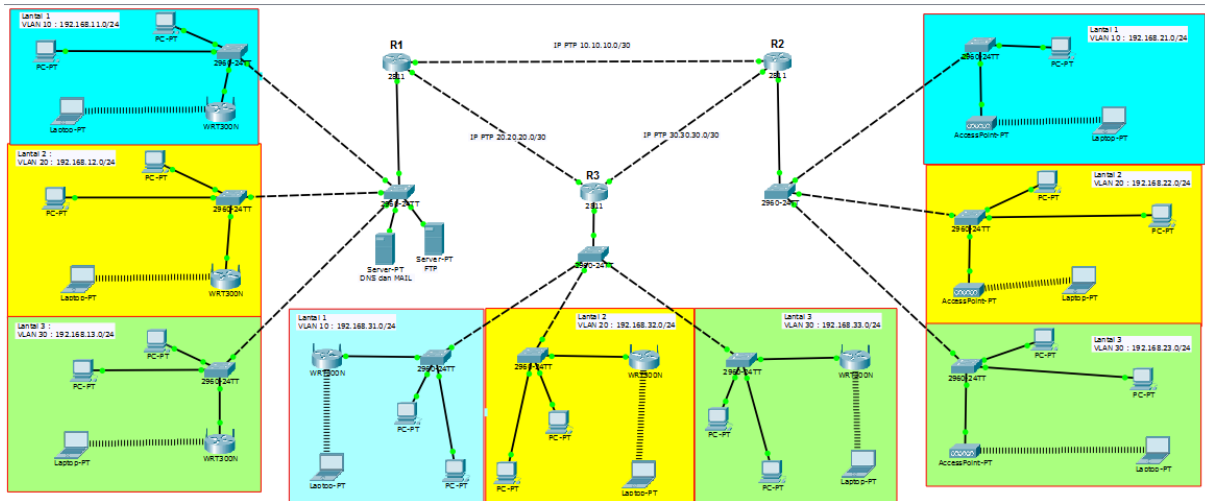 Lantai 1
VLAN 10 : 192.168.11.0/24
PC-PT
PC-PT
2960-24TT
Laptop-PT
WRT300N
Lantai 2 :
VLAN 20 : 192.168.12.0/24
PC-PT
PC-PT
2960-24TT
Laptop-PT
WRT300N
Lantai 3 :
VLAN 30 : 192.168.13.0/24
PC-PT
PC-PT
2960-24TT
Laptop-PT
WRT300N
R1
2811
IP PTP 10.10.10.0/30
R2
2811
IP PTP 20.20.20.0/30
IP PTP 30.30.30.0/30
R3
2811
2960-24TT
Server-PT
DNS dan MAIL
Server-PT
FTP
2960-24TT
2960-24TT
Lantai 1
VLAN 10 : 192.168.31.0/24
WRT300N
2960-24TT
PC-PT
Laptop-PT
PC-PT
Lantai 2
VLAN 20 : 192.168.32.0/24
2960-24TT
WRT300N
PC-PT
PC-PT
Laptop-PT
Lantai 3
VLAN 30 : 192.168.33.0/24
2960-24TT
WRT300N
PC-PT
PC-PT
Laptop-PT
Lantai 1
VLAN 10 : 192.168.21.0/24
2960-24TT
PC-PT
AccessPoint-PT
Laptop-PT
Lantai 2
VLAN 20 : 192.168.22.0/24
PC-PT
2960-24TT
PC-PT
AccessPoint-PT
Laptop-PT
Lantai 3
VLAN 30 : 192.168.23.0/24
PC-PT
2960-24TT
PC-PT
AccessPoint-PT
Laptop-PT